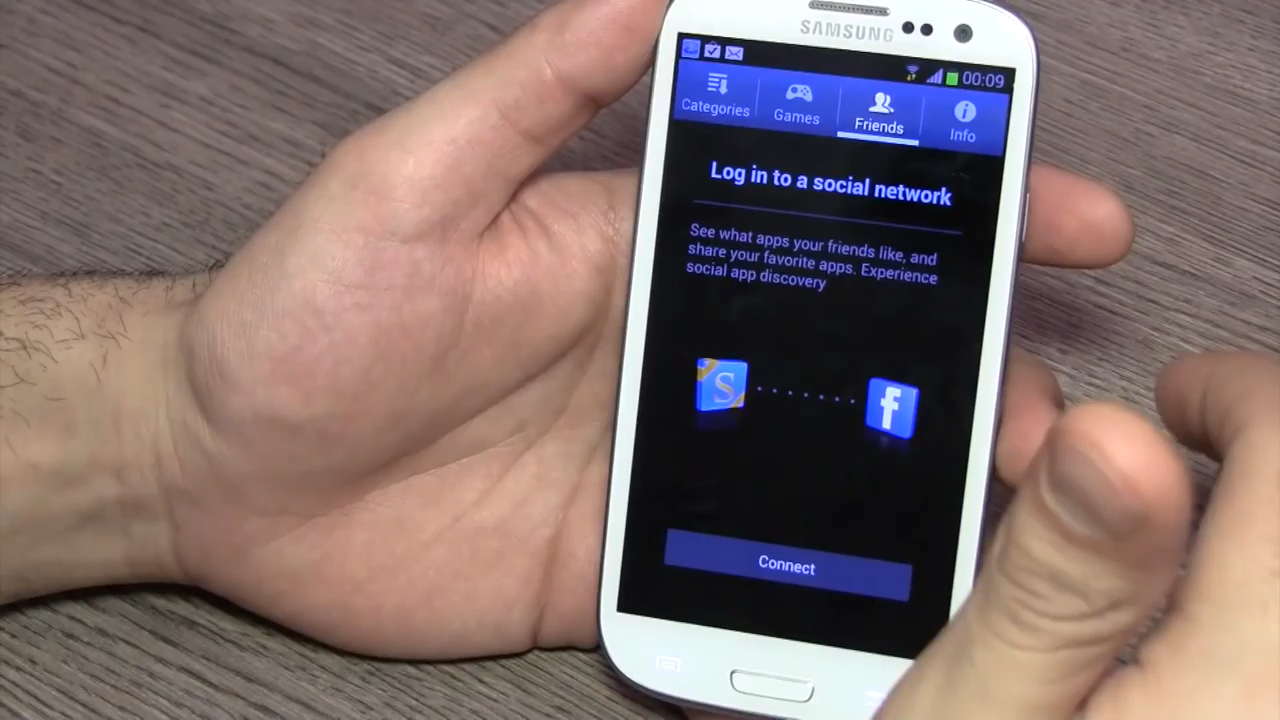 SAMSUNG
00:09
Categories
Games
Friends
Info
Log in to a social network
See what apps your friends like, and
share your favorite apps. Experience
social app discovery
S
f
Connect